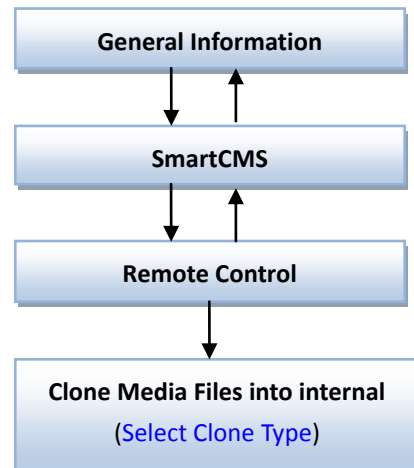 General Information
SmartCMS
Remote Control
Clone Media Files into internal
(Select Clone Type)